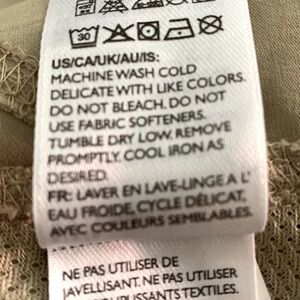 30
US/CA/UK/AU/IS:
MACHINE WASH COLD
DELICATE WITH LIKE COLORS.
DO NOT BLEACH. DO NOT
USE FABRIC SOFTENERS.
TUMBLE DRY LOW. REMOVE
PROMPTLY. COOL IRON AS
DESIRED.
FR: LAVER EN LAVE-LINGE A L'
EAU FROIDE, CYCLE DÉLICAT,
AVEC COULEURS SEMBLABLES.
NE PAS UTILISER DE
JAVELLISANT. NE PAS
TEXTILES.